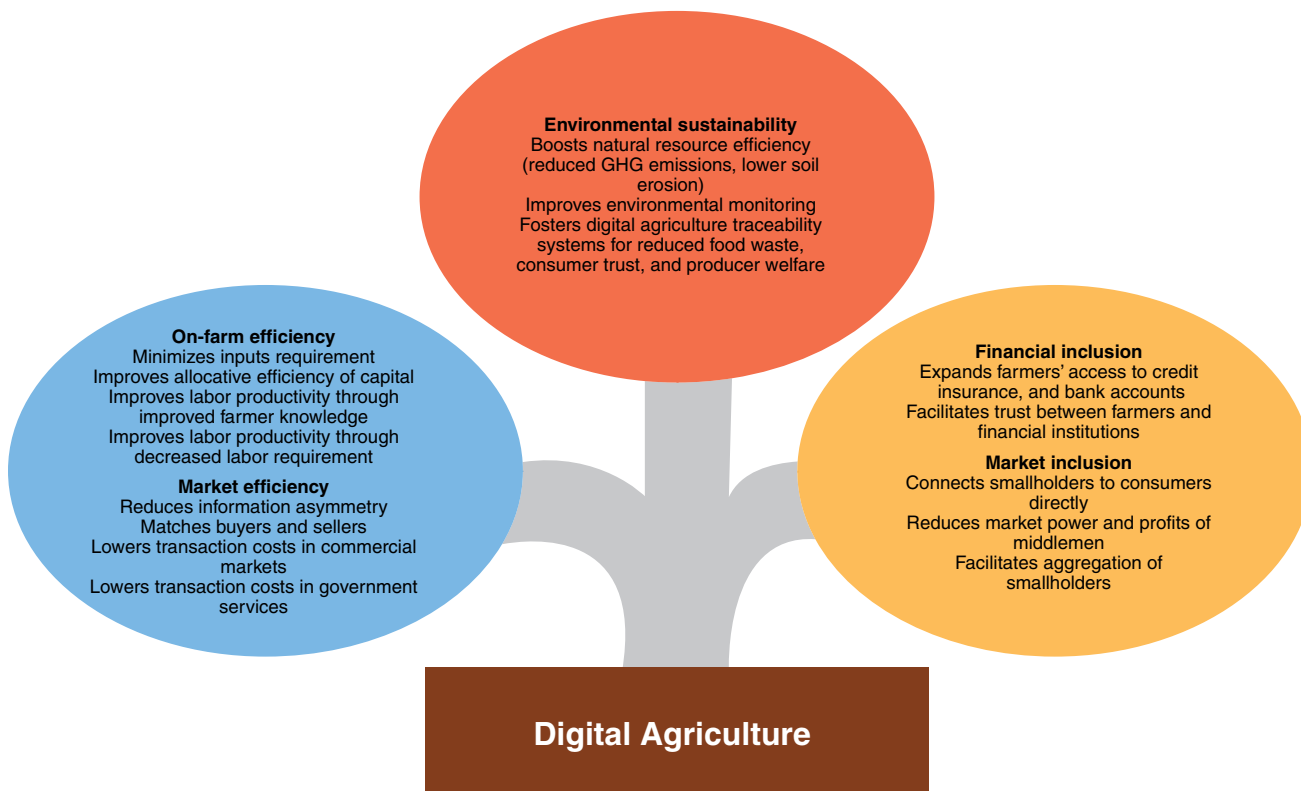 Environmental sustainability
Boosts natural resource efficiency
(reduced GHG emissions, lower soil
erosion)
Improves environmental monitoring
Fosters digital agriculture traceability
systems for reduced food waste,
consumer trust, and producer welfare
On-farm efficiency
Minimizes inputs requirement
Improves allocative efficiency of capital
Improves labor productivity through
improved farmer knowledge
Improves labor productivity through
decreased labor requirement
Market efficiency
Reduces information asymmetry
Matches buyers and sellers
Lowers transaction costs in commercial
markets
Lowers transaction costs in government
services
Financial inclusion
Expands farmers’ access to credit
insurance, and bank accounts
Facilitates trust between farmers and
financial institutions
Market inclusion
Connects smallholders to consumers
directly
Reduces market power and profits of
middlemen
Facilitates aggregation of
smallholders
Digital Agriculture